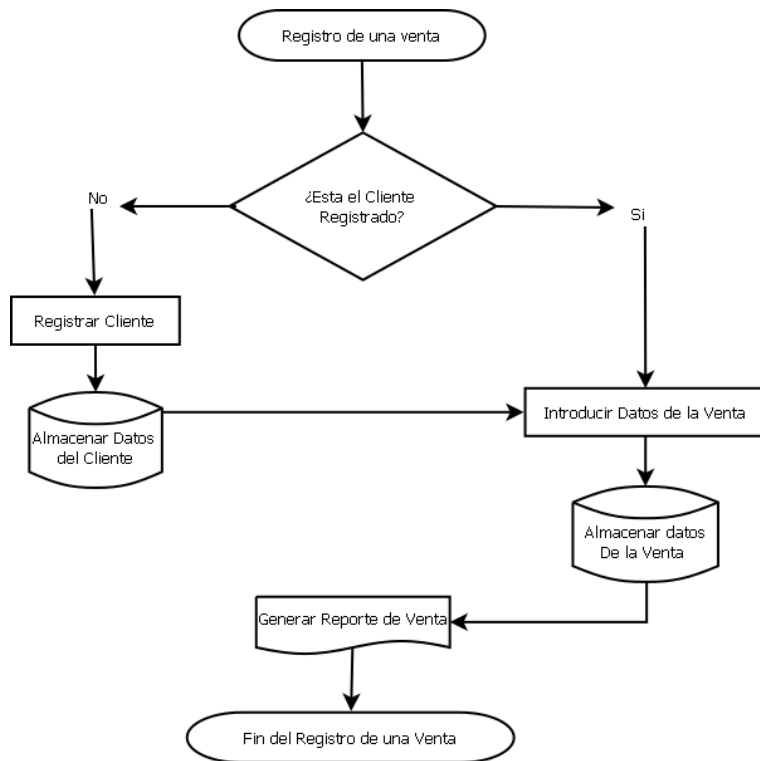 Registro de una venta
¿Esta el Cliente
Registrado?
No
Si
Registrar Cliente
Almacenar Datos
del Cliente
Introducir Datos de la Venta
Almacenar datos
De la Venta
Generar Reporte de Venta
Fin del Registro de una Venta